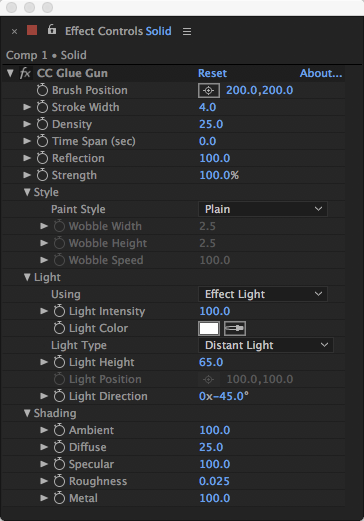 × Effect Controls Solid ≡
Comp 1 • Solid
fx CC Glue Gun Reset About...
Brush Position 200.0,200.0
Stroke Width 4.0
Density 25.0
Time Span (sec) 0.0
Reflection 100.0
Strength 100.0%
Style
Paint Style Plain
Wobble Width 2.5
Wobble Height 2.5
Wobble Speed 100.0
Light
Using Effect Light
Light Intensity 100.0
Light Color
Light Type Distant Light
Light Height 65.0
Light Position 100.0,100.0
Light Direction 0x-45.0°
Shading
Ambient 100.0
Diffuse 25.0
Specular 100.0
Roughness 0.025
Metal 100.0